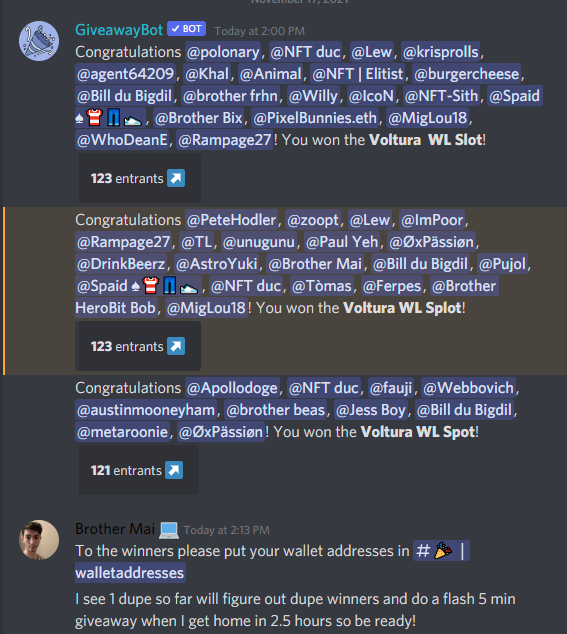 November 17, 2021
GiveawayBot ✓ BOT Today at 2:00 PM
Congratulations @polonary, @NFT duc, @Lew, @krisprolls,
@agent64209, @Khal, @Animal, @NFT | Elitist, @burgercheese,
@Bill du Bigdil, @brother frhn, @Willy, @IcoN, @NFT-Sith, @Spaid
♠️👕👖👟, @Brother Bix, @PixelBunnies.eth, @MigLou18,
@WhoDeanE, @Rampage27! You won the Voltura WL Slot!
123 entrants ↗️
Congratulations @PeteHodler, @zoopt, @Lew, @ImPoor,
@Rampage27, @TL, @unugunu, @Paul Yeh, @ØxPässiøn,
@DrinkBeerz, @AstroYuki, @Brother Mai, @Bill du Bigdil, @Pujol,
@Spaid ♠️👕👖👟, @NFT duc, @Tòmas, @Ferpes, @Brother
HeroBit Bob, @MigLou18! You won the Voltura WL Splot!
123 entrants ↗️
Congratulations @Apollodoge, @NFT duc, @fauji, @Webbovich,
@austinmooneyham, @brother beas, @Jess Boy, @Bill du Bigdil,
@metaroonie, @ØxPässiøn! You won the Voltura WL Spot!
121 entrants ↗️
Brother Mai 💻 Today at 2:13 PM
To the winners please put your wallet addresses in #🎉 |
walletaddresses
I see 1 dupe so far will figure out dupe winners and do a flash 5 min
giveaway when I get home in 2.5 hours so be ready!